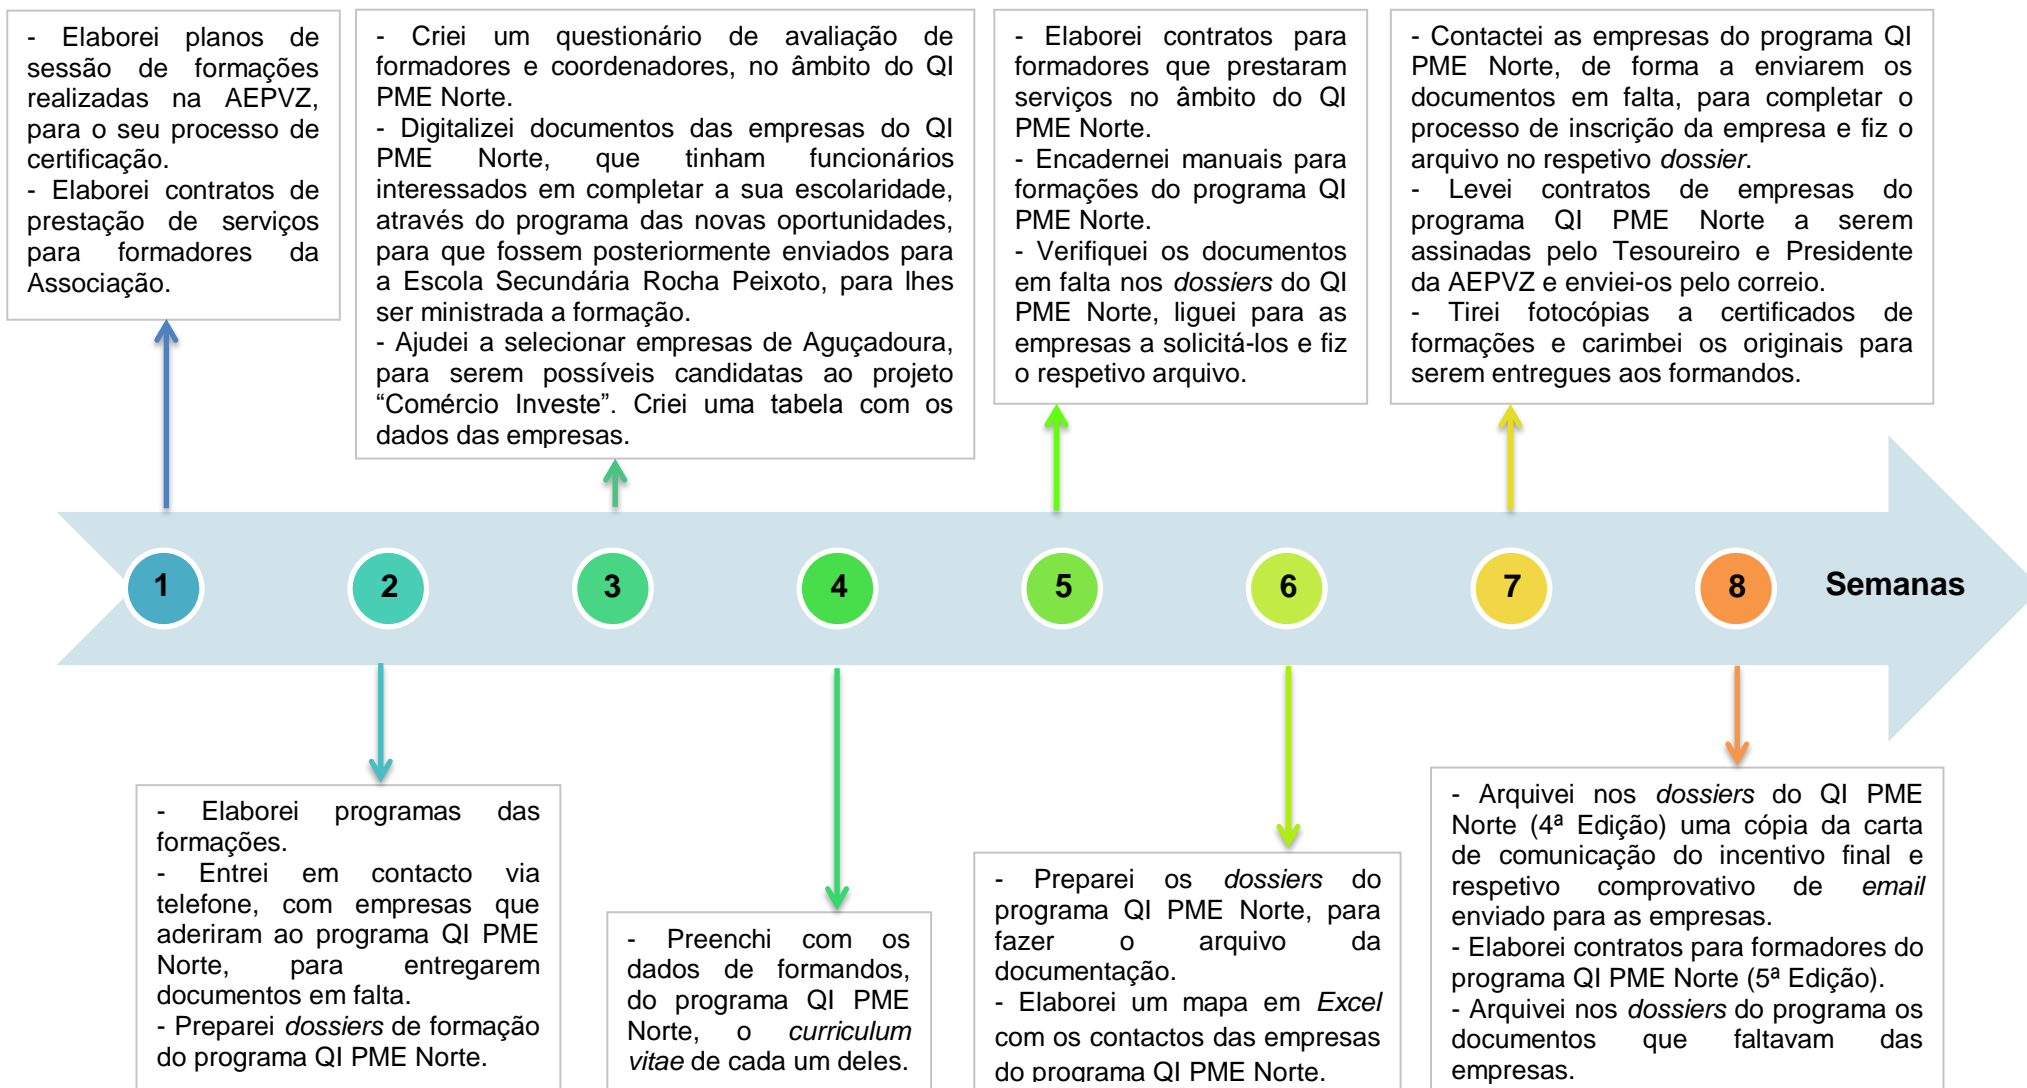 - Elaborei planos de
sessão de formações
realizadas na AEPVZ,
para o seu processo de
certificação.
- Elaborei contratos de
prestação de serviços
para formadores da
Associação.
- Criei um questionário de avaliação de
formadores e coordenadores, no âmbito do QI
PME Norte.
- Digitalizei documentos das empresas do QI
PME Norte, que tinham funcionários
interessados em completar a sua escolaridade,
através do programa das novas oportunidades,
para que fossem posteriormente enviados para
a Escola Secundária Rocha Peixoto, para lhes
ser ministrada a formação.
- Ajudei a selecionar empresas de Aguçadoura,
para serem possíveis candidatas ao projeto
“Comércio Investe”. Criei uma tabela com os
dados das empresas.
- Elaborei contratos para
formadores que prestaram
serviços no âmbito do QI
PME Norte.
- Encadernei manuais para
formações do programa QI
PME Norte.
- Verifiquei os documentos
em falta nos dossiers do QI
PME Norte, liguei para as
empresas a solicitá-los e fiz
o respetivo arquivo.
- Contactei as empresas do programa QI
PME Norte, de forma a enviarem os
documentos em falta, para completar o
processo de inscrição da empresa e fiz o
arquivo no respetivo dossier.
- Levei contratos de empresas do
programa QI PME Norte a serem
assinadas pelo Tesoureiro e Presidente
da AEPVZ e enviei-os pelo correio.
- Tirei fotocópias a certificados de
formações e carimbei os originais para
serem entregues aos formandos.
1
2
3
4
5
6
7
8
Semanas
- Elaborei programas das
formações.
- Entrei em contacto via
telefone, com empresas que
aderiram ao programa QI PME
Norte, para entregarem
documentos em falta.
- Preparei dossiers de formação
do programa QI PME Norte.
- Preenchi com os
dados de formandos,
do programa QI PME
Norte, o curriculum
vitae de cada um deles.
- Preparei os dossiers do
programa QI PME Norte, para
fazer o arquivo da
documentação.
- Elaborei um mapa em Excel
com os contactos das empresas
do programa QI PME Norte.
- Arquivei nos dossiers do QI PME
Norte (4ª Edição) uma cópia da carta
de comunicação do incentivo final e
respetivo comprovativo de email
enviado para as empresas.
- Elaborei contratos para formadores do
programa QI PME Norte (5ª Edição).
- Arquivei nos dossiers do programa os
documentos que faltavam das
empresas.